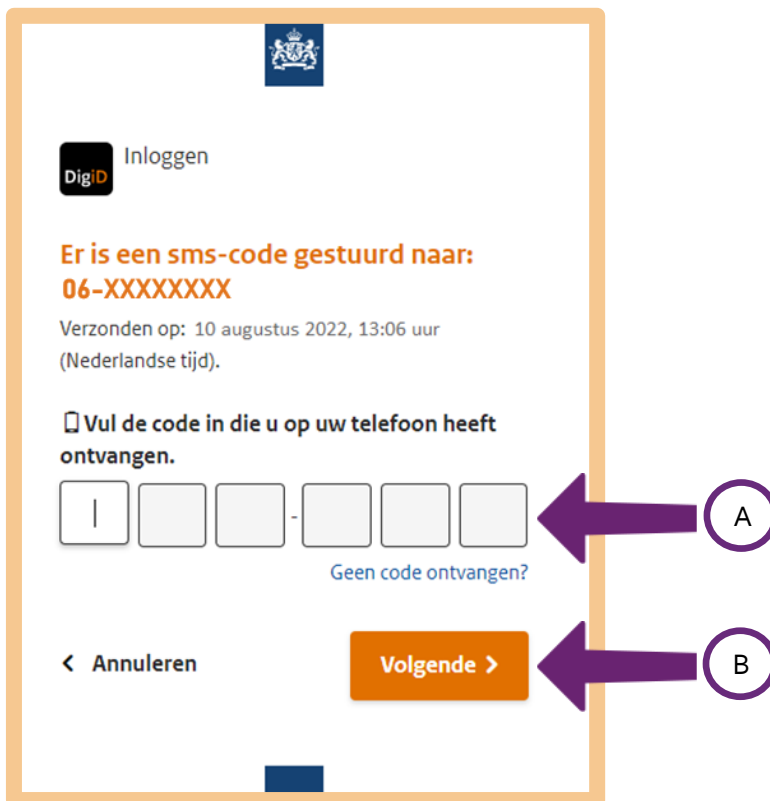 DigiD
Inloggen
Er is een sms-code gestuurd naar:
06-XXXXXXXX
Verzonden op: 10 augustus 2022, 13:06 uur
(Nederlandse tijd).
Vul de code in die u op uw telefoon heeft
ontvangen.
-
A
Geen code ontvangen?
Annuleren
Volgende
B